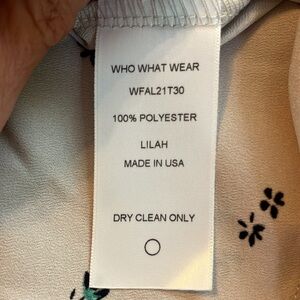 WHO WHAT WEAR
WFAL21T30
100% POLYESTER
LILAH
MADE IN USA
DRY CLEAN ONLY